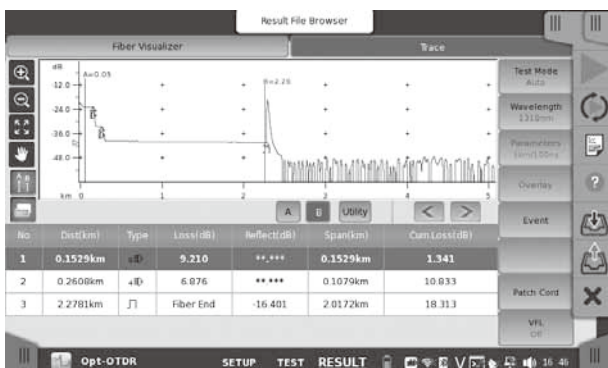 Result File Browser
Fiber Visualizer
Trace
dB
A=0.05
B=2.28
-12.0
-24.0
-36.0
-48.0
km 0 1 2 3 4 5
Test Mode
Auto
Wavelength
1310nm
Parameters
Overlay
Event
Patch Cord
VFL
Off
A B Utility
No Dist(km) Type Loss(dB) Reflect(dB) Span(km) Cum.Loss(dB)
1 0.1529km 9.210 **.*** 0.1529km 1.341
2 0.2608km 6.876 **.*** 0.1079km 10.833
3 2.2781km Fiber End -16.401 2.0172km 18.313
Opt-OTDR SETUP TEST RESULT 16 46